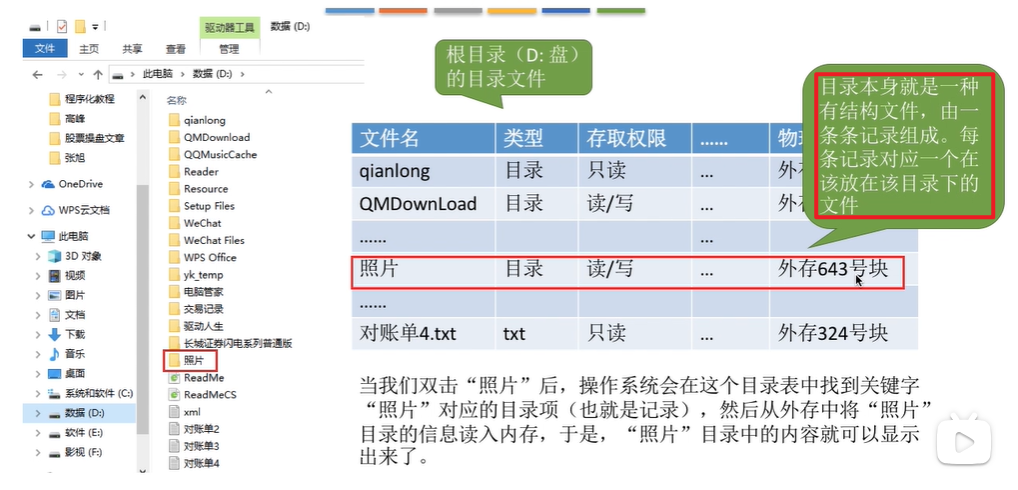 驱动器工具
数据 (D:)
文件
主页
共享
查看
管理
此电脑
数据 (D:)
程序化教程
高峰
股票操盘文章
张旭
OneDrive
WPS云文档
此电脑
3D 对象
视频
图片
文档
下载
音乐
桌面
系统和软件 (C:)
数据 (D:)
软件 (E:)
影视 (F:)
名称
qianlong
QMDownload
QQMusicCache
Reader
Resource
Setup Files
WeChat
WeChat Files
WPS Office
yk_temp
电脑管家
交易记录
驱动人生
长城证券闪电系列普通版
照片
ReadMe
ReadMeCS
xml
对账单2
对账单3
对账单4
根目录（D: 盘）
的目录文件
目录本身就是一种
有结构文件，由一
条条记录组成。每
条记录对应一个在
该放在该目录下的
文件
文件名 类型 存取权限 …… 物
qianlong 目录 只读 ... 外
QMDownLoad 目录 读/写 ... 外
…… ...
照片 目录 读/写 ... 外存643号块
……
对账单4.txt txt 只读 ... 外存324号块
当我们双击“照片”后，操作系统会在这个目录表中找到关键字
“照片”对应的目录项（也就是记录），然后从外存中将“照片”
目录的信息读入内存，于是，“照片”目录中的内容就可以显示
出来了。